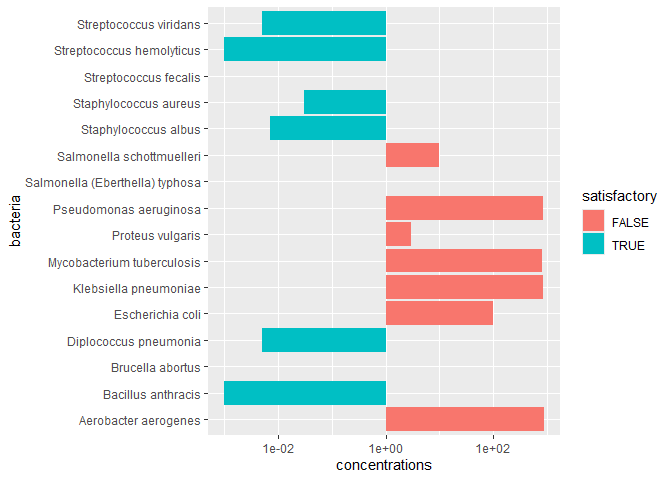 Streptococcus viridans
Streptococcus hemolyticus
Streptococcus fecalis
Staphylococcus aureus
Staphylococcus albus
Salmonella schottmuelleri
Salmonella (Eberthella) typhosa
Pseudomonas aeruginosa
Proteus vulgaris
Mycobacterium tuberculosis
Klebsiella pneumoniae
Escherichia coli
Diplococcus pneumonia
Brucella abortus
Bacillus anthracis
Aerobacter aerogenes
bacteria
1e-02 1e+00 1e+02
concentrations
satisfactory
FALSE
TRUE